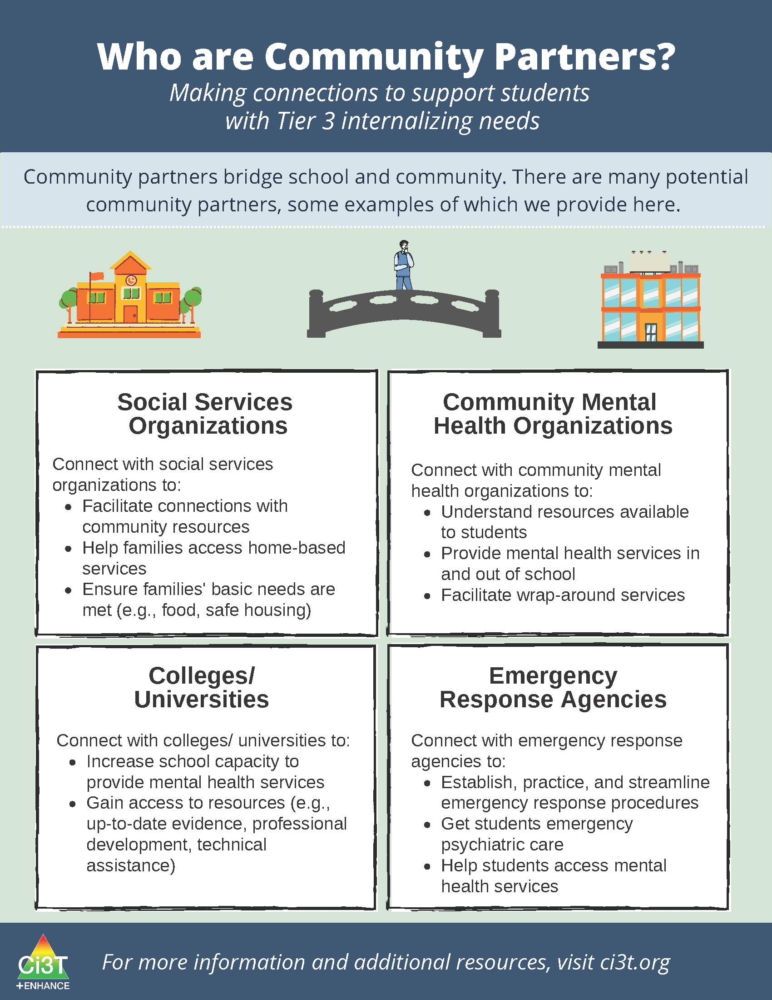 Who are Community Partners?
Making connections to support students
with Tier 3 internalizing needs
Community partners bridge school and community. There are many potential
community partners, some examples of which we provide here.
Social Services
Organizations
Connect with social services
organizations to:
• Facilitate connections with
community resources
• Help families access home-based
services
• Ensure families' basic needs are
met (e.g., food, safe housing)
Community Mental
Health Organizations
Connect with community mental
health organizations to:
• Understand resources available
to students
• Provide mental health services in
and out of school
• Facilitate wrap-around services
Colleges/
Universities
Connect with colleges/ universities to:
• Increase school capacity to
provide mental health services
• Gain access to resources (e.g.,
up-to-date evidence, professional
development, technical
assistance)
Emergency
Response Agencies
Connect with emergency response
agencies to:
• Establish, practice, and streamline
emergency response procedures
• Get students emergency
psychiatric care
• Help students access mental
health services
Ci3T
+ENHANCE
For more information and additional resources, visit ci3t.org